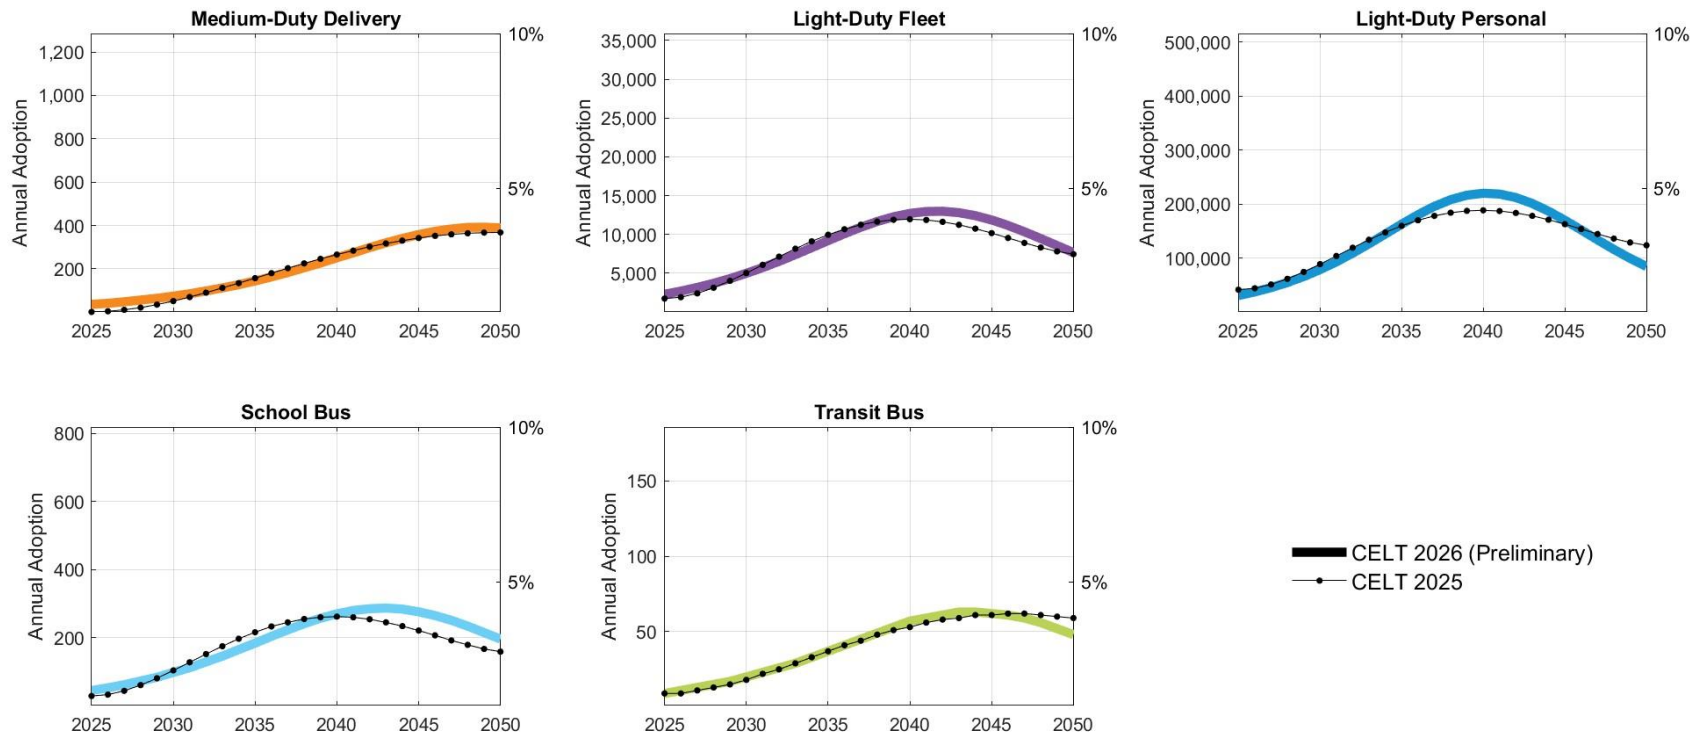 Medium-Duty Delivery
Annual Adoption
1,200
1,000
800
600
400
200
10%
5%
2025 2030 2035 2040 2045 2050
Light-Duty Fleet
Annual Adoption
35,000
30,000
25,000
20,000
15,000
10,000
5,000
10%
5%
2025 2030 2035 2040 2045 2050
Light-Duty Personal
Annual Adoption
500,000
400,000
300,000
200,000
100,000
10%
5%
2025 2030 2035 2040 2045 2050
School Bus
Annual Adoption
800
600
400
200
10%
5%
2025 2030 2035 2040 2045 2050
Transit Bus
Annual Adoption
150
100
50
10%
5%
2025 2030 2035 2040 2045 2050
CELT 2026 (Preliminary)
CELT 2025